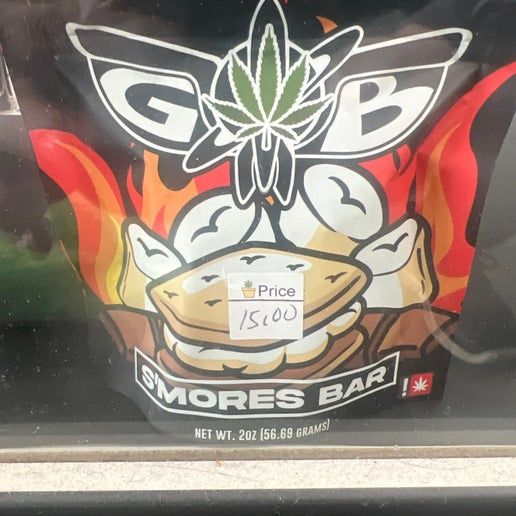 G B
Price
15.00
S'MORES BAR
!
NET WT. 2OZ (56.69 GRAMS)